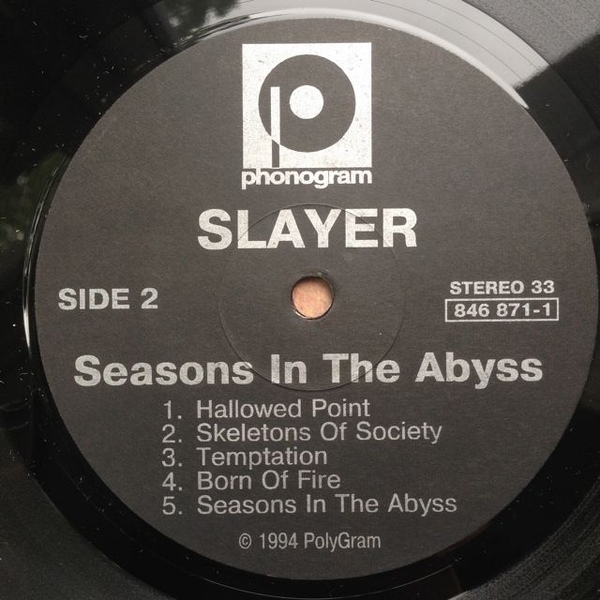 phonogram
SLAYER
SIDE 2
STEREO 33
846 871-1
Seasons In The Abyss
1. Hallowed Point
2. Skeletons Of Society
3. Temptation
4. Born Of Fire
5. Seasons In The Abyss
© 1994 PolyGram